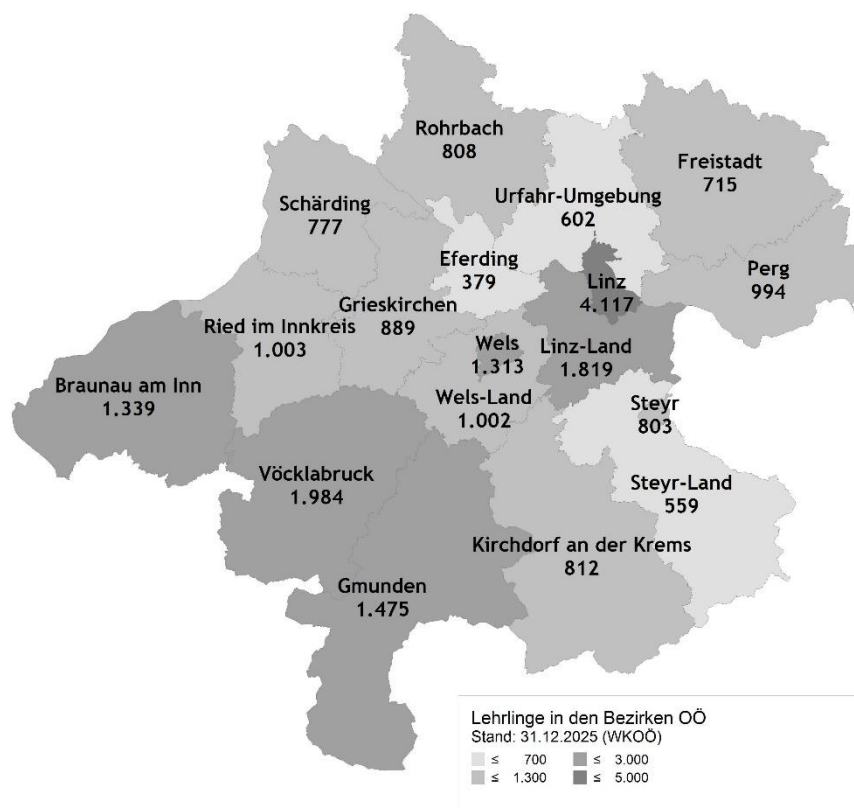 Rohrbach
808
Freistadt
715
Urfahr-Umgebung
602
Schärding
777
Eferding
379
Perg
994
Linz
4.117
Grieskirchen
889
Ried im Innkreis
1.003
Wels
1.313
Linz-Land
1.819
Braunau am Inn
1.339
Wels-Land
1.002
Steyr
803
Vöcklabruck
1.984
Steyr-Land
559
Kirchdorf an der Krems
812
Gmunden
1.475
Lehrlinge in den Bezirken OÖ
Stand: 31.12.2025 (WKOÖ)
≤ 700 ≤ 3.000
≤ 1.300 ≤ 5.000